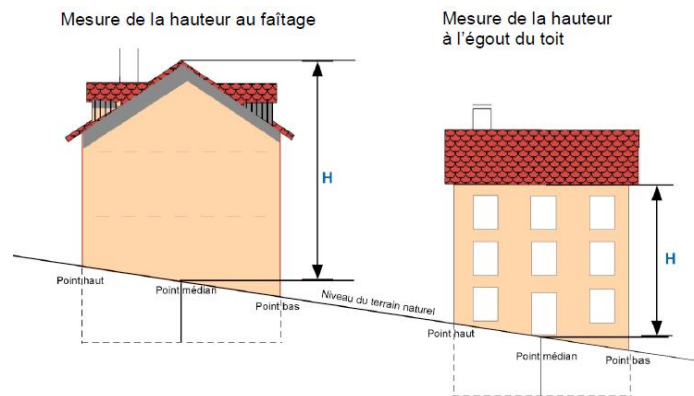 Mesure de la hauteur au faîtage
Mesure de la hauteur
à l'égout du toit
H
H
Point haut
Point médian
Point bas
Niveau du terrain naturel
Point haut
Point médian
Point bas